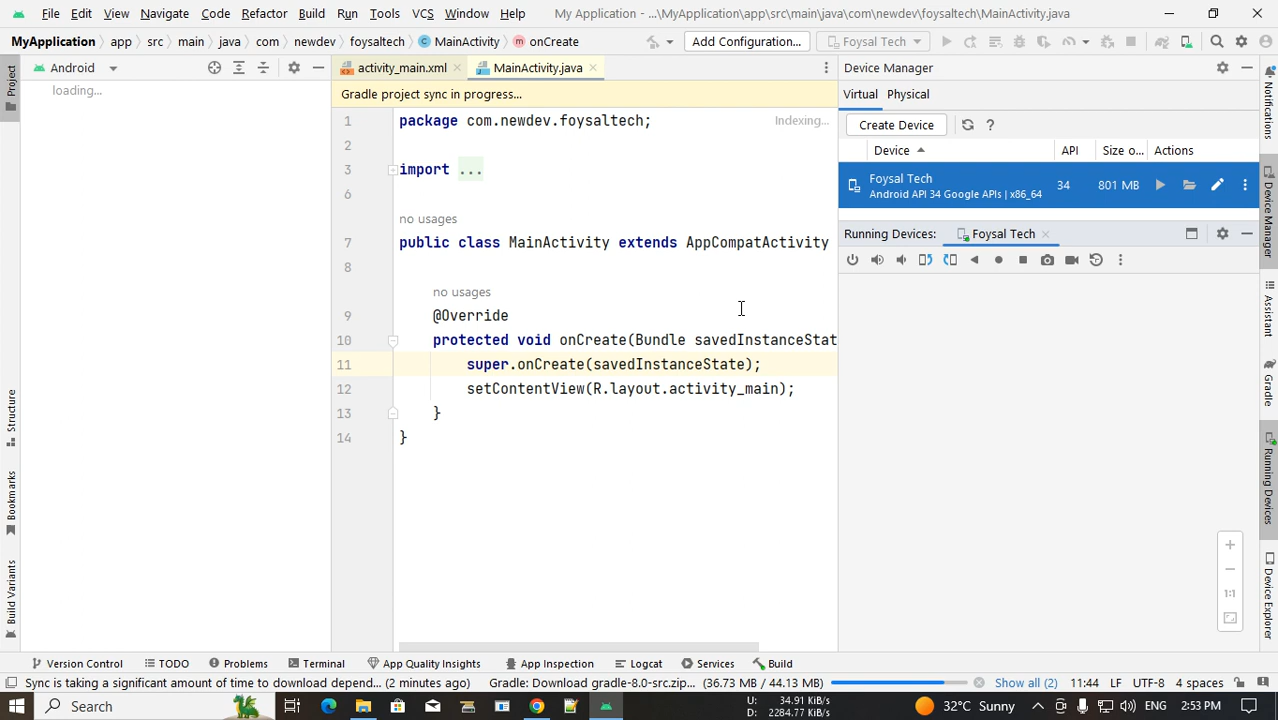 File Edit View Navigate Code Refactor Build Run Tools VCS Window Help My Application - ...\MyApplication\app\src\main\java\com\newdev\foysaltech\MainActivity.java
MyApplication app src main java com newdev foysaltech MainActivity onCreate Add Configuration... Foysal Tech
Project
Structure
Bookmarks
Build Variants
Android
loading...
activity_main.xml MainActivity.java
Gradle project sync in progress...
1 package com.newdev.foysaltech; Indexing...
2
3 import ...
6
no usages
7 public class MainActivity extends AppCompatActivity
8
no usages
9 @Override
10 protected void onCreate(Bundle savedInstanceStat
11 super.onCreate(savedInstanceState);
12 setContentView(R.layout.activity_main);
13 }
14 }
Device Manager
Virtual Physical
Create Device ?
Device API Size o... Actions
Foysal Tech
Android API 34 Google APIs | x86_64 34 801 MB
Running Devices: Foysal Tech
1:1
Notifications
Device Manager
Assistant
Gradle
Running Devices
Device Explorer
Version Control TODO Problems Terminal App Quality Insights App Inspection Logcat Services Build
Sync is taking a significant amount of time to download depend... (2 minutes ago) Gradle: Download gradle-8.0-src.zip... (36.73 MB / 44.13 MB) Show all (2) 11:44 LF UTF-8 4 spaces
Search U: 34.91 KiB/s
D: 2284.77 KiB/s
32°C Sunny ENG 2:53 PM